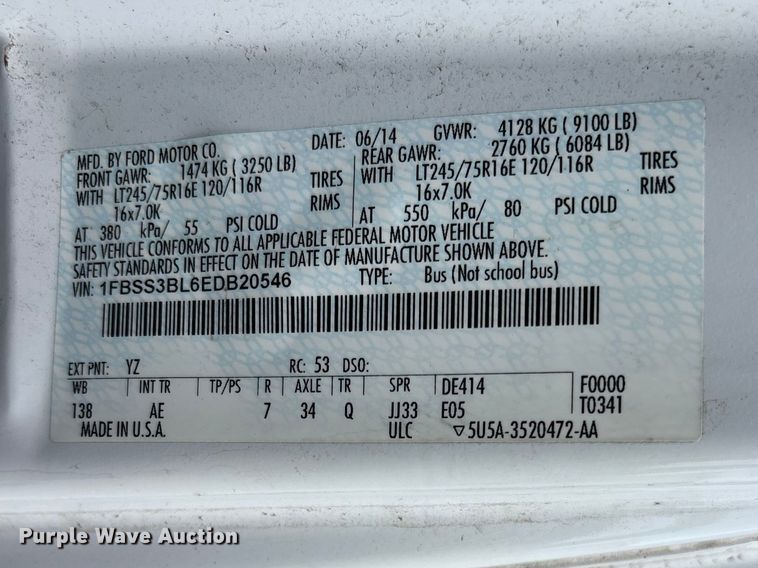 MFD. BY FORD MOTOR CO. DATE: 06/14 GVWR: 4128 KG ( 9100 LB)
FRONT GAWR: 1474 KG ( 3250 LB) REAR GAWR: 2760 KG ( 6084 LB)
WITH LT245/75R16E 120/116R TIRES WITH LT245/75R16E 120/116R TIRES
16x7.0K RIMS 16x7.0K RIMS
AT 380 kPa/ 55 PSI COLD AT 550 kPa/ 80 PSI COLD
THIS VEHICLE CONFORMS TO ALL APPLICABLE FEDERAL MOTOR VEHICLE
SAFETY STANDARDS IN EFFECT ON THE DATE OF MANUFACTURE SHOWN ABOVE.
VIN: 1FBSS3BL6EDB20546 TYPE: Bus (Not school bus)
EXT PNT: YZ RC: 53 DSO:
WB INT TR TP/PS R AXLE TR SPR DE414 F0000
138 AE 7 34 Q JJ33 E05 T0341
MADE IN U.S.A. ULC ▽5U5A-3520472-AA
Purple Wave Auction